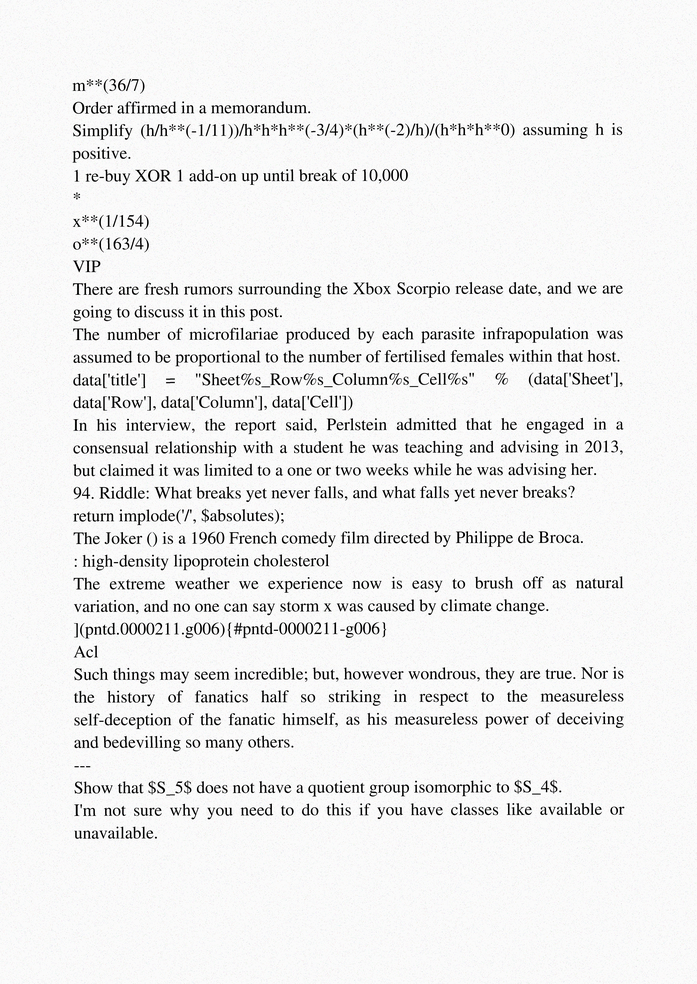 m**(36/7)
Order affirmed in a memorandum.
Simplify (h/h**(-1/11))/h*h*h**(-3/4)*(h**(-2)/h)/(h*h*h**0) assuming h is
positive.
1 re-buy XOR 1 add-on up until break of 10,000
*
x**(1/154)
o**(163/4)
VIP
There are fresh rumors surrounding the Xbox Scorpio release date, and we are
going to discuss it in this post.
The number of microfilariae produced by each parasite infrapopulation was
assumed to be proportional to the number of fertilised females within that host.
data['title'] = "Sheet%s_Row%s_Column%s_Cell%s" % (data['Sheet'],
data['Row'], data['Column'], data['Cell'])
In his interview, the report said, Perlstein admitted that he engaged in a
consensual relationship with a student he was teaching and advising in 2013,
but claimed it was limited to a one or two weeks while he was advising her.
94. Riddle: What breaks yet never falls, and what falls yet never breaks?
return implode('/', $absolutes);
The Joker () is a 1960 French comedy film directed by Philippe de Broca.
: high-density lipoprotein cholesterol
The extreme weather we experience now is easy to brush off as natural
variation, and no one can say storm x was caused by climate change.
](pntd.0000211.g006){#pntd-0000211-g006}
Acl
Such things may seem incredible; but, however wondrous, they are true. Nor is
the history of fanatics half so striking in respect to the measureless
self-deception of the fanatic himself, as his measureless power of deceiving
and bedevilling so many others.
---
Show that $S_5$ does not have a quotient group isomorphic to $S_4$.
I'm not sure why you need to do this if you have classes like available or
unavailable.